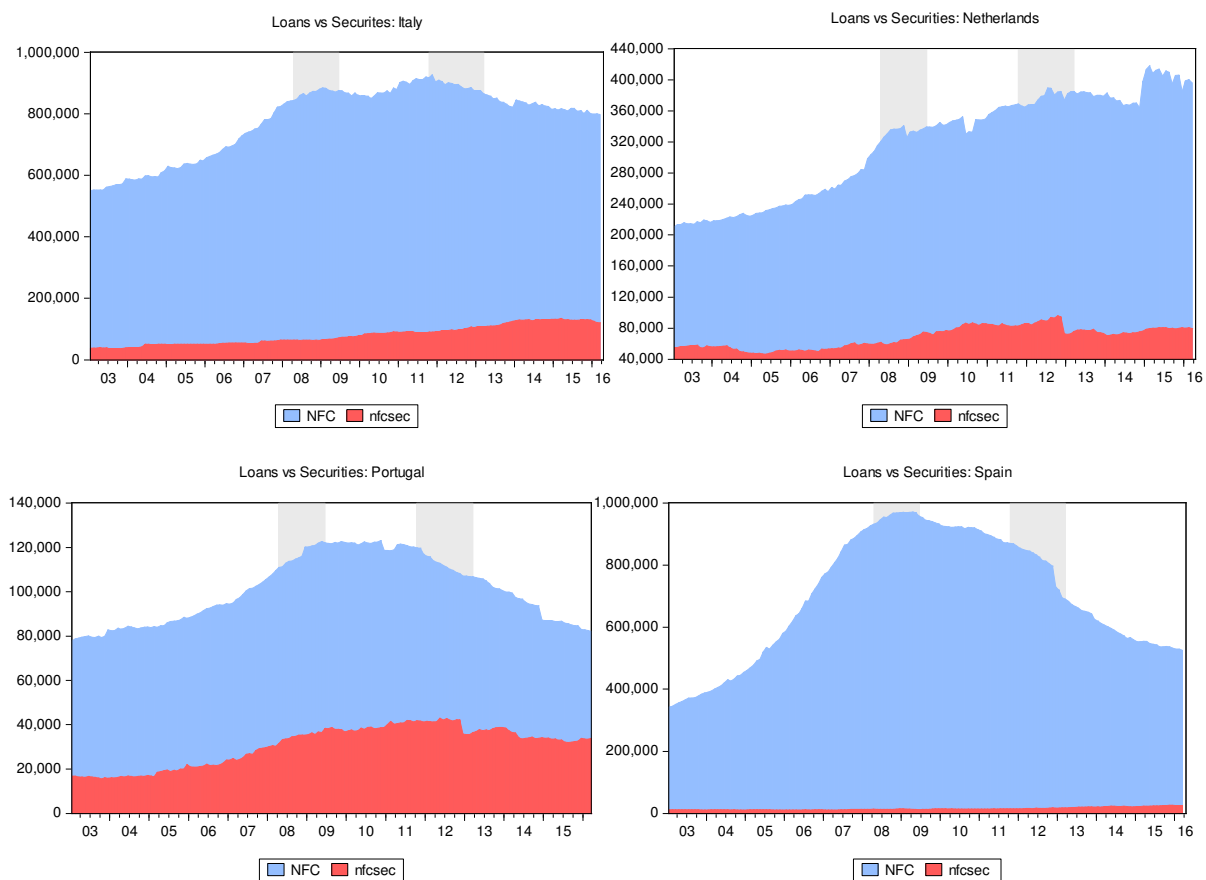 Loans vs Securites: Italy
1,000,000
800,000
600,000
400,000
200,000
0
03 04 05 06 07 08 09 10 11 12 13 14 15 16
NFC nfcsec
Loans vs Securities: Netherlands
440,000
400,000
360,000
320,000
280,000
240,000
200,000
160,000
120,000
80,000
40,000
03 04 05 06 07 08 09 10 11 12 13 14 15 16
NFC nfcsec
Loans vs Securities: Portugal
140,000
120,000
100,000
80,000
60,000
40,000
20,000
0
03 04 05 06 07 08 09 10 11 12 13 14 15
NFC nfcsec
Loans vs Securities: Spain
1,000,000
800,000
600,000
400,000
200,000
0
03 04 05 06 07 08 09 10 11 12 13 14 15 16
NFC nfcsec